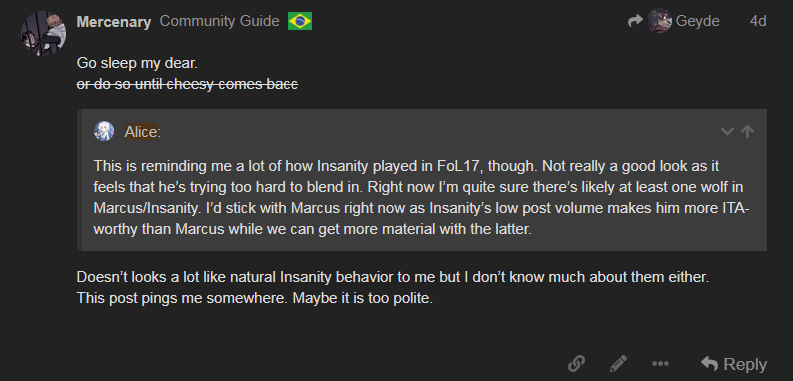 Mercenary Community Guide Geyde 4d
Go sleep my dear.
or do so until cheesy comes bacc
Alice:
This is reminding me a lot of how Insanity played in FoL17, though. Not really a good look as it
feels that he's trying too hard to blend in. Right now I'm quite sure there's likely at least one wolf in
Marcus/Insanity. I'd stick with Marcus right now as Insanity's low post volume makes him more ITA-
worthy than Marcus while we can get more material with the latter.
Doesn't looks a lot like natural Insanity behavior to me but I don't know much about them either.
This post pings me somewhere. Maybe it is too polite.
Reply